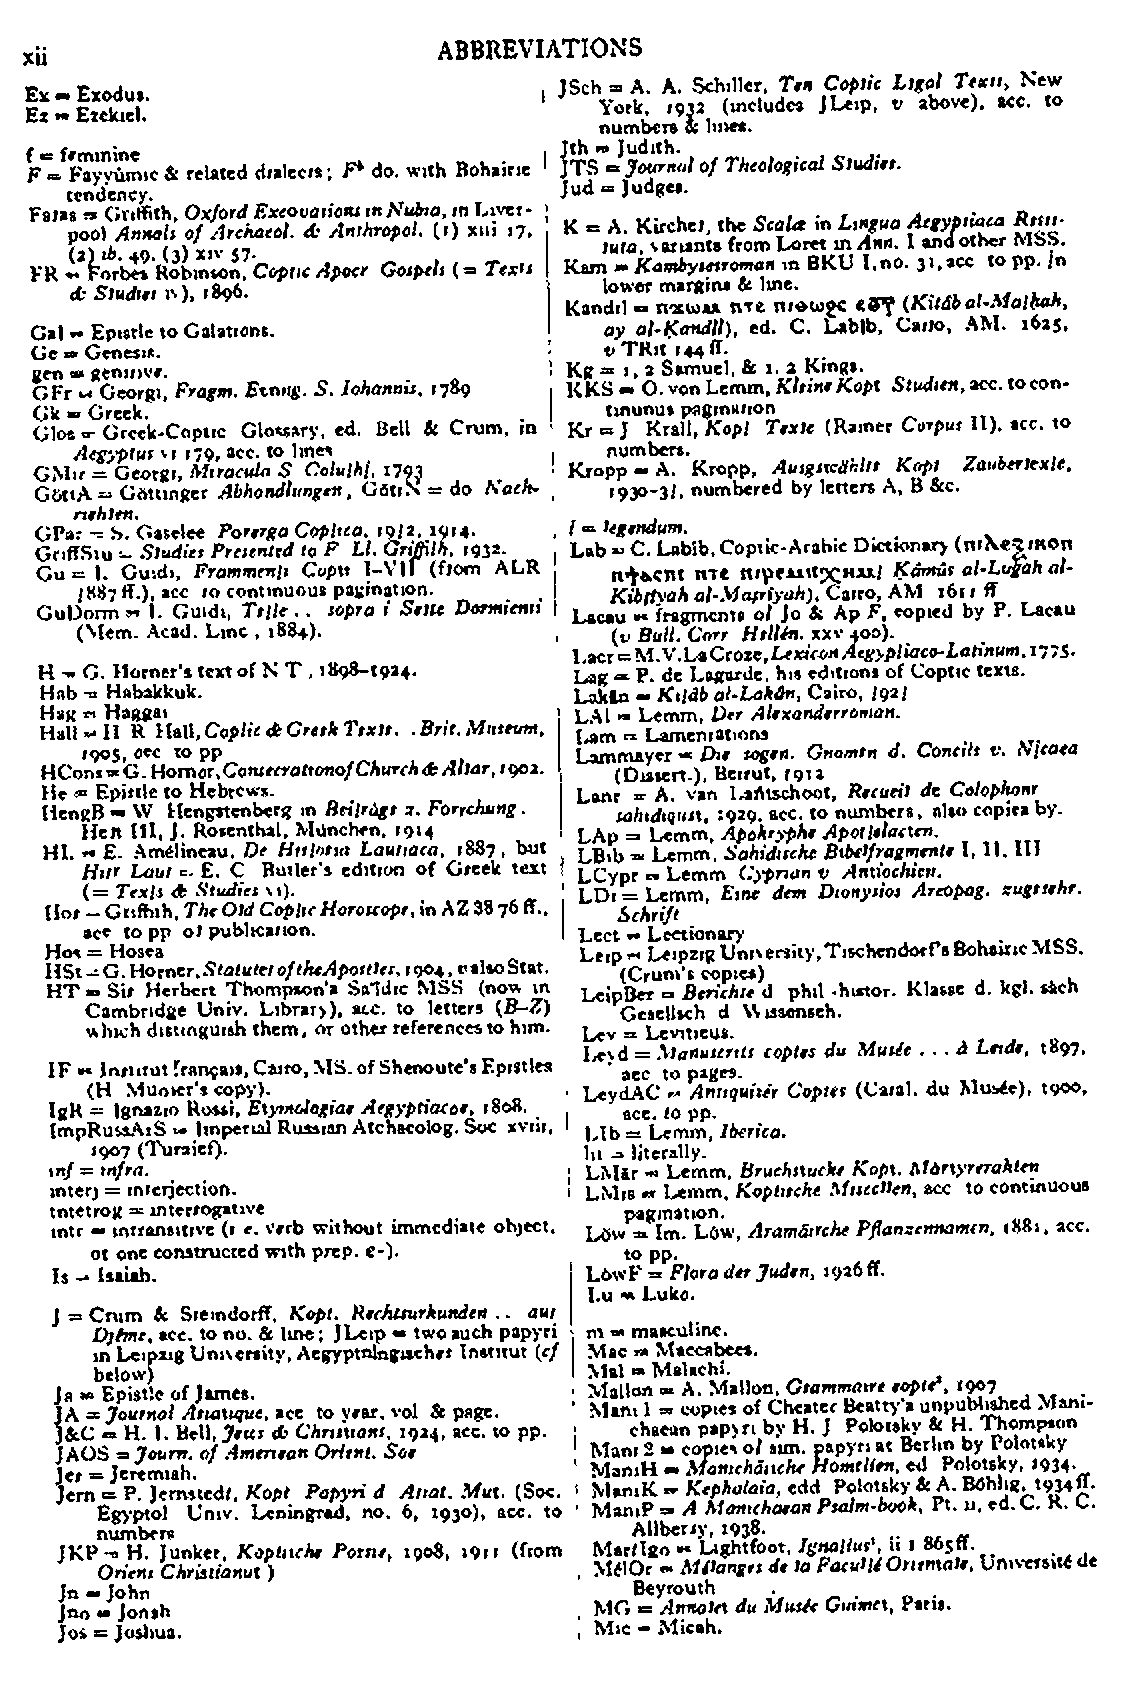 xii
ABBREVIATIONS
Ex = Exodus.
Ez = Ezekiel.
f = feminine
F = Fayyûmic & related dialects; Fᵇ do. with Bohairic
tendency.
Faras = Griffith, Oxford Excavations in Nubia, in Liver-
pool Annals of Archaeol. & Anthropol. (1) xiii 17,
(2) ib. 49, (3) xiv 57.
FR = Forbes Robinson, Coptic Apocr Gospels (= Texts
& Studies iv), 1896.
Gal = Epistle to Galatians.
Ge = Genesis.
gen = genitive.
GFr = Georgi, Fragm. Evang. S. Iohannis, 1789
Gk = Greek.
Glos = Greek-Coptic Glossary, ed. Bell & Crum, in
Aegyptus vi 179, acc. to lines
GMir = Georgi, Miracula S Coluthi, 1793
GöttA = Göttinger Abhandlungen, GöttN = do Nach-
richten.
GPar = S. Gaselee Parerga Coptica, 1912, 1914.
GriffStu = Studies Presented to F Ll. Griffith, 1932.
Gu = I. Guidi, Frammenti Copti I-VII (from ALR
1887 ff.), acc to continuous pagination.
GuDorm = I. Guidi, Teste .. sopra i Sette Dormienti
(Mem. Acad. Linc, 1884).
H = G. Horner's text of N T, 1898-1924.
Hab = Habakkuk.
Hag = Haggai
Hall = H R Hall, Coptic & Greek Texts. .Brit. Museum,
1905, acc to pp
HCons = G. Horner, Consecration of Church & Altar, 1902.
He = Epistle to Hebrews.
HengB = W Hengstenberg in Beiträge z. Forschung.
Heft III, J. Rosenthal, München, 1914
HL = E. Amélineau, De Historia Lausiaca, 1887, but
Hist Laus = E. C Butler's edition of Greek text
(= Texts & Studies vi).
Hor = Griffith, The Old Coptic Horoscope, in AZ 38 76 ff.,
acc to pp of publication.
Hos = Hosea
HSt = G. Horner, Statutes of the Apostles, 1904, v also Stat.
HT = Sir Herbert Thompson's Sa'îdic MSS (now in
Cambridge Univ. Library), acc. to letters (B-Z)
which distinguish them, or other references to him.
IF = Institut français, Cairo, MS. of Shenoute's Epistles
(H Munier's copy).
IgR = Ignazio Rossi, Etymologiae Aegyptiacae, 1808.
ImpRussArS = Imperial Russian Archaeolog. Soc xviii,
1907 (Turaief).
inf = infra.
interj = interjection.
interrog = interrogative
intr = intransitive (i e. verb without immediate object,
or one constructed with prep. ⲉ-).
Is = Isaiah.
J = Crum & Steindorff, Kopt. Rechtsurkunden .. aus
Djême, acc. to no. & line; JLeip = two such papyri
in Leipzig University, Aegyptologisches Institut (cf
below)
Ja = Epistle of James.
JA = Journal Asiatique, acc to year, vol & page.
J&C = H. I. Bell, Jews & Christians, 1924, acc. to pp.
JAOS = Journ. of American Orient. Soc
Jer = Jeremiah.
Jern = P. Jernstedt, Kopt Papyri d Asiat. Mus. (Soc.
Egyptol Univ. Leningrad, no. 6, 1930), acc. to
numbers
JKP = H. Junker, Koptische Poesie, 1908, 1911 (from
Oriens Christianus)
Jn = John
Jno = Jonah
Jos = Joshua.
JSch = A. A. Schiller, Ten Coptic Legal Texts, New
York, 1932 (includes JLeip, v above), acc. to
numbers & lines.
Jth = Judith.
JTS = Journal of Theological Studies.
Jud = Judges.
K = A. Kircher, the Scalae in Lingua Aegyptiaca Resti-
tuta, variants from Loret in Ann. I and other MSS.
Kam = Kambysesroman in BKU I, no. 31, acc to pp. in
lower margins & line.
Kandil = ⲡⲓϫⲱⲙ ⲛⲧⲉ ⲡⲓⲑⲱϩⲥ ⲉⲑⲩ (Kitâb al-Masḥah,
ay al-Ḳandîl), ed. C. Labib, Cairo, AM. 1625,
v TRit 144 ff.
Kg = 1, 2 Samuel, & 1, 2 Kings.
KKS = O. von Lemm, Kleine Kopt Studien, acc. to con-
tinuous pagination
Kr = J Krall, Kopt Texte (Rainer Corpus II), acc. to
numbers.
Kropp = A. Kropp, Ausgewählte Kopt Zaubertexte,
1930-31, numbered by letters A, B &c.
l = legendum.
Lab = C. Labib, Coptic-Arabic Dictionary (ⲡⲓⲗⲉⲝⲓⲕⲟⲛ
ⲛϯⲁⲥⲡⲓ ⲛⲧⲉ ⲛⲓⲣⲉⲙⲛⲭⲏⲙⲓ Ḳâmûs al-Luġah al-
Ḳibṭîyah al-Maṣrîyah), Cairo, AM 1611 ff
Lacau = fragments of Jo & Ap F, copied by P. Lacau
(v Bull. Corr Hellén. xxv 400).
Lacr = M.V. La Croze, Lexicon Aegyptiaco-Latinum, 1775.
Lag = P. de Lagarde, his editions of Coptic texts.
Lakân = Kitâb al-Lakân, Cairo, 1921
LAl = Lemm, Der Alexanderroman.
Lam = Lamentations
Lammayer = Die sogen. Gnomen d. Concils v. Nicaea
(Dissert.), Beirut, 1912
Lant = A. van Lantschoot, Recueil de Colophons
sahidiques, 1929, acc. to numbers, also copies by.
LAp = Lemm, Apokryphe Apostelacten.
LBib = Lemm, Sahidische Bibelfragmente I, II, III
LCypr = Lemm Cyprian v Antiochien.
LDi = Lemm, Eine dem Dionysios Areopag. zugeschr.
Schrift
Lect = Lectionary
Leip = Leipzig University, Tischendorf's Bohairic MSS.
(Crum's copies)
LeipBer = Berichte d phil -histor. Klasse d. kgl. säch
Gesellsch d Wissensch.
Lev = Leviticus.
Leyd = Manuscrits coptes du Musée ... à Leide, 1897,
acc to pages.
LeydAC = Antiquités Coptes (Catal. du Musée), 1900,
acc. to pp.
LIb = Lemm, Iberica.
lit = literally.
LMär = Lemm, Bruchstücke Kopt. Märtyrerakten
LMis = Lemm, Koptische Miscellen, acc to continuous
pagination.
Löw = Im. Löw, Aramäische Pflanzennamen, 1881, acc.
to pp.
LöwF = Flora der Juden, 1926 ff.
Lu = Luke.
m = masculine.
Mac = Maccabees.
Mal = Malachi.
Mallon = A. Mallon, Grammaire copte³, 1907
Mani 1 = copies of Chester Beatty's unpublished Mani-
chaean papyri by H. J Polotsky & H. Thompson
Mani 2 = copies of sim. papyri at Berlin by Polotsky
ManiH = Manichäische Homelien, ed Polotsky, 1934.
ManiK = Kephalaia, edd Polotsky & A. Böhlig, 1934 ff.
ManiP = A Manichaean Psalm-book, Pt. ii, ed. C. R. C.
Allberry, 1938.
MartIgn = Lightfoot, Ignatius¹, ii 1 865 ff.
MélOr = Mélanges de la Faculté Orientale, Université de
Beyrouth
MG = Annales du Musée Guimet, Paris.
Mic = Micah.